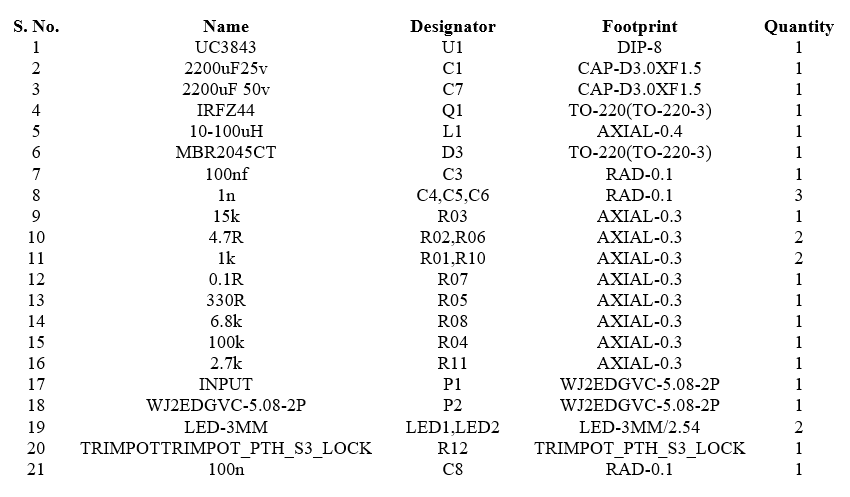 S. No. Name Designator Footprint Quantity
1 UC3843 U1 DIP-8 1
2 2200uF25v C1 CAP-D3.0XF1.5 1
3 2200uF 50v C7 CAP-D3.0XF1.5 1
4 IRFZ44 Q1 TO-220(TO-220-3) 1
5 10-100uH L1 AXIAL-0.4 1
6 MBR2045CT D3 TO-220(TO-220-3) 1
7 100nf C3 RAD-0.1 1
8 1n C4,C5,C6 RAD-0.1 3
9 15k R03 AXIAL-0.3 1
10 4.7R R02,R06 AXIAL-0.3 2
11 1k R01,R10 AXIAL-0.3 2
12 0.1R R07 AXIAL-0.3 1
13 330R R05 AXIAL-0.3 1
14 6.8k R08 AXIAL-0.3 1
15 100k R04 AXIAL-0.3 1
16 2.7k R11 AXIAL-0.3 1
17 INPUT P1 WJ2EDGVC-5.08-2P 1
18 WJ2EDGVC-5.08-2P P2 WJ2EDGVC-5.08-2P 1
19 LED-3MM LED1,LED2 LED-3MM/2.54 2
20 TRIMPOTTRIMPOT_PTH_S3_LOCK R12 TRIMPOT_PTH_S3_LOCK 1
21 100n C8 RAD-0.1 1